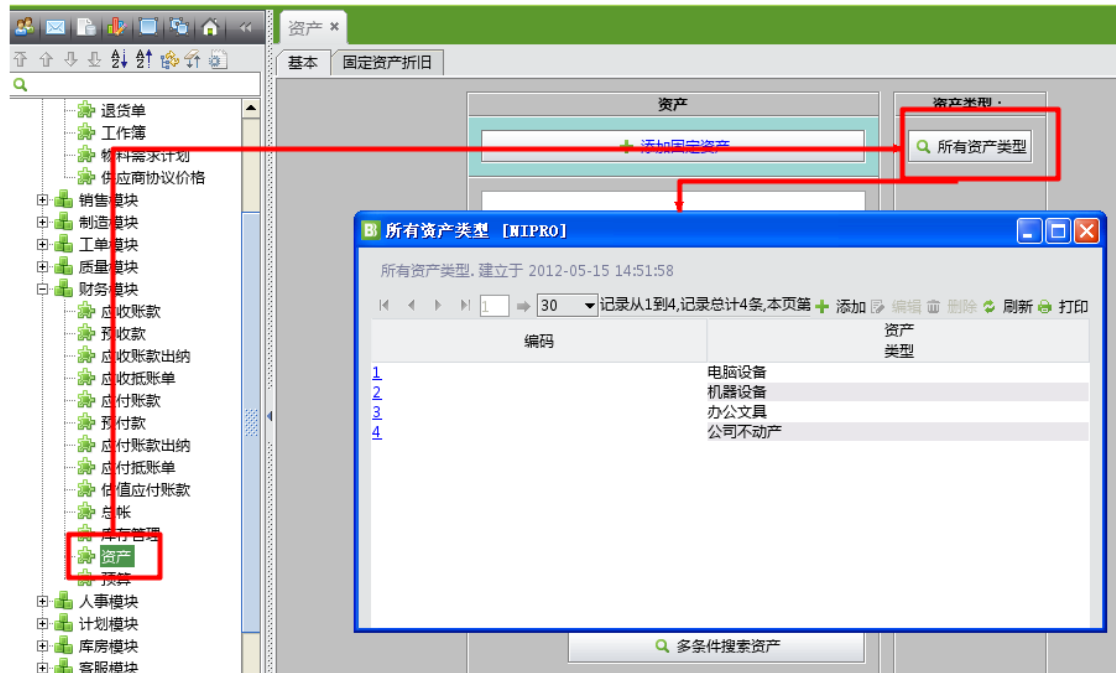 资产
基本
固定资产折旧
退货单
工作簿
物料需求计划
供应商协议价格
销售模块
制造模块
工单模块
质量模块
财务模块
应收账款
预收款
应收账款出纳
应收抵账单
应付账款
预付款
应付账款出纳
应付抵账单
估值应付账款
总帐
库存管理
资产
预算
人事模块
计划模块
库房模块
客服模块
资产
资产类型：
添加固定资产
所有资产类型
所有资产类型 [NIPRO]
所有资产类型. 建立于 2012-05-15 14:51:58
1 30 记录从1到4,记录总计4条,本页第 添加 编辑 删除 刷新 打印
编码 资产
类型
1 电脑设备
2 机器设备
3 办公文具
4 公司不动产
多条件搜索资产